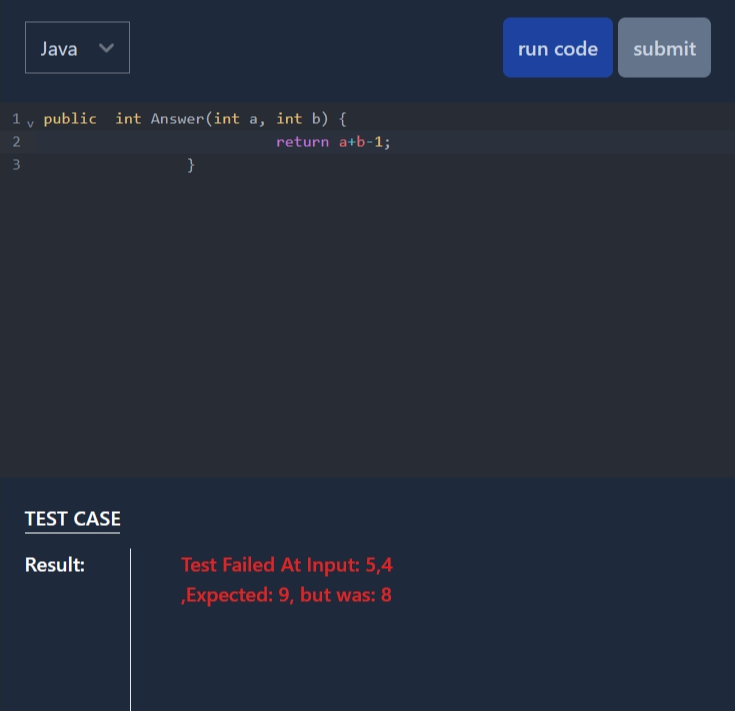 Java
run code
submit
1 public  int Answer(int a, int b) {
2 return a+b-1;
3 }
TEST CASE
Result:
Test Failed At Input: 5,4
,Expected: 9, but was: 8